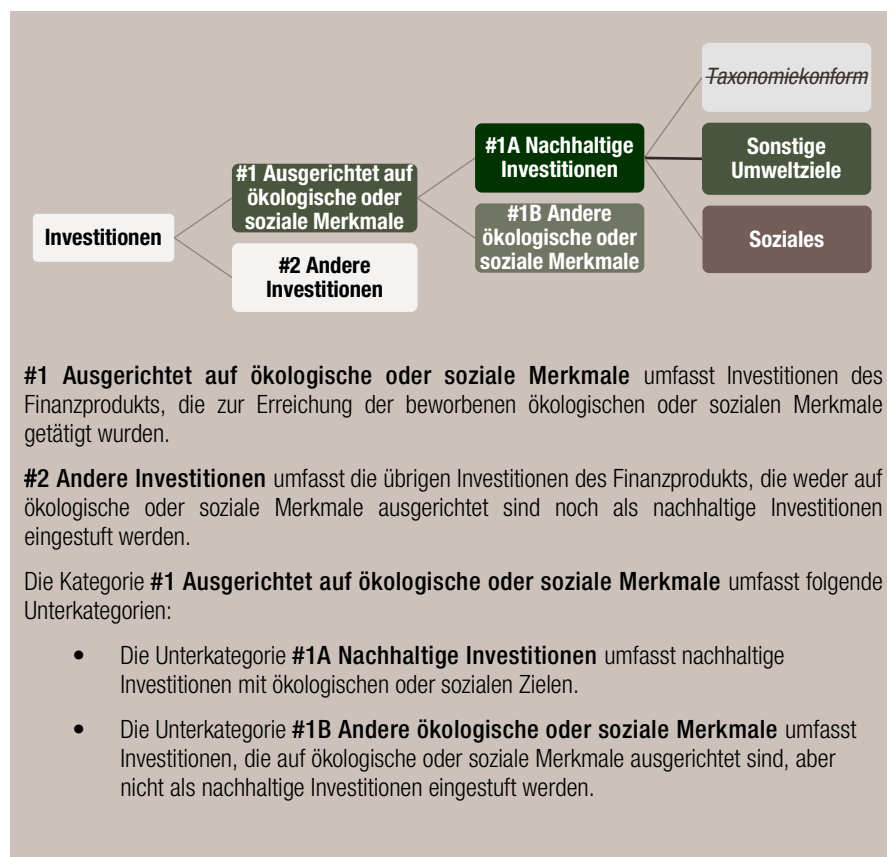 Taxonomiekonform
#1A Nachhaltige
Investitionen
Sonstige
Umweltziele
#1 Ausgerichtet auf
ökologische oder
soziale Merkmale
#1B Andere
ökologische oder
soziale Merkmale
Soziales
Investitionen
#2 Andere
Investitionen
#1 Ausgerichtet auf ökologische oder soziale Merkmale umfasst Investitionen des
Finanzprodukts, die zur Erreichung der beworbenen ökologischen oder sozialen Merkmale
getätigt wurden.
#2 Andere Investitionen umfasst die übrigen Investitionen des Finanzprodukts, die weder auf
ökologische oder soziale Merkmale ausgerichtet sind noch als nachhaltige Investitionen
eingestuft werden.
Die Kategorie #1 Ausgerichtet auf ökologische oder soziale Merkmale umfasst folgende
Unterkategorien:
• Die Unterkategorie #1A Nachhaltige Investitionen umfasst nachhaltige
Investitionen mit ökologischen oder sozialen Zielen.
• Die Unterkategorie #1B Andere ökologische oder soziale Merkmale umfasst
Investitionen, die auf ökologische oder soziale Merkmale ausgerichtet sind, aber
nicht als nachhaltige Investitionen eingestuft werden.